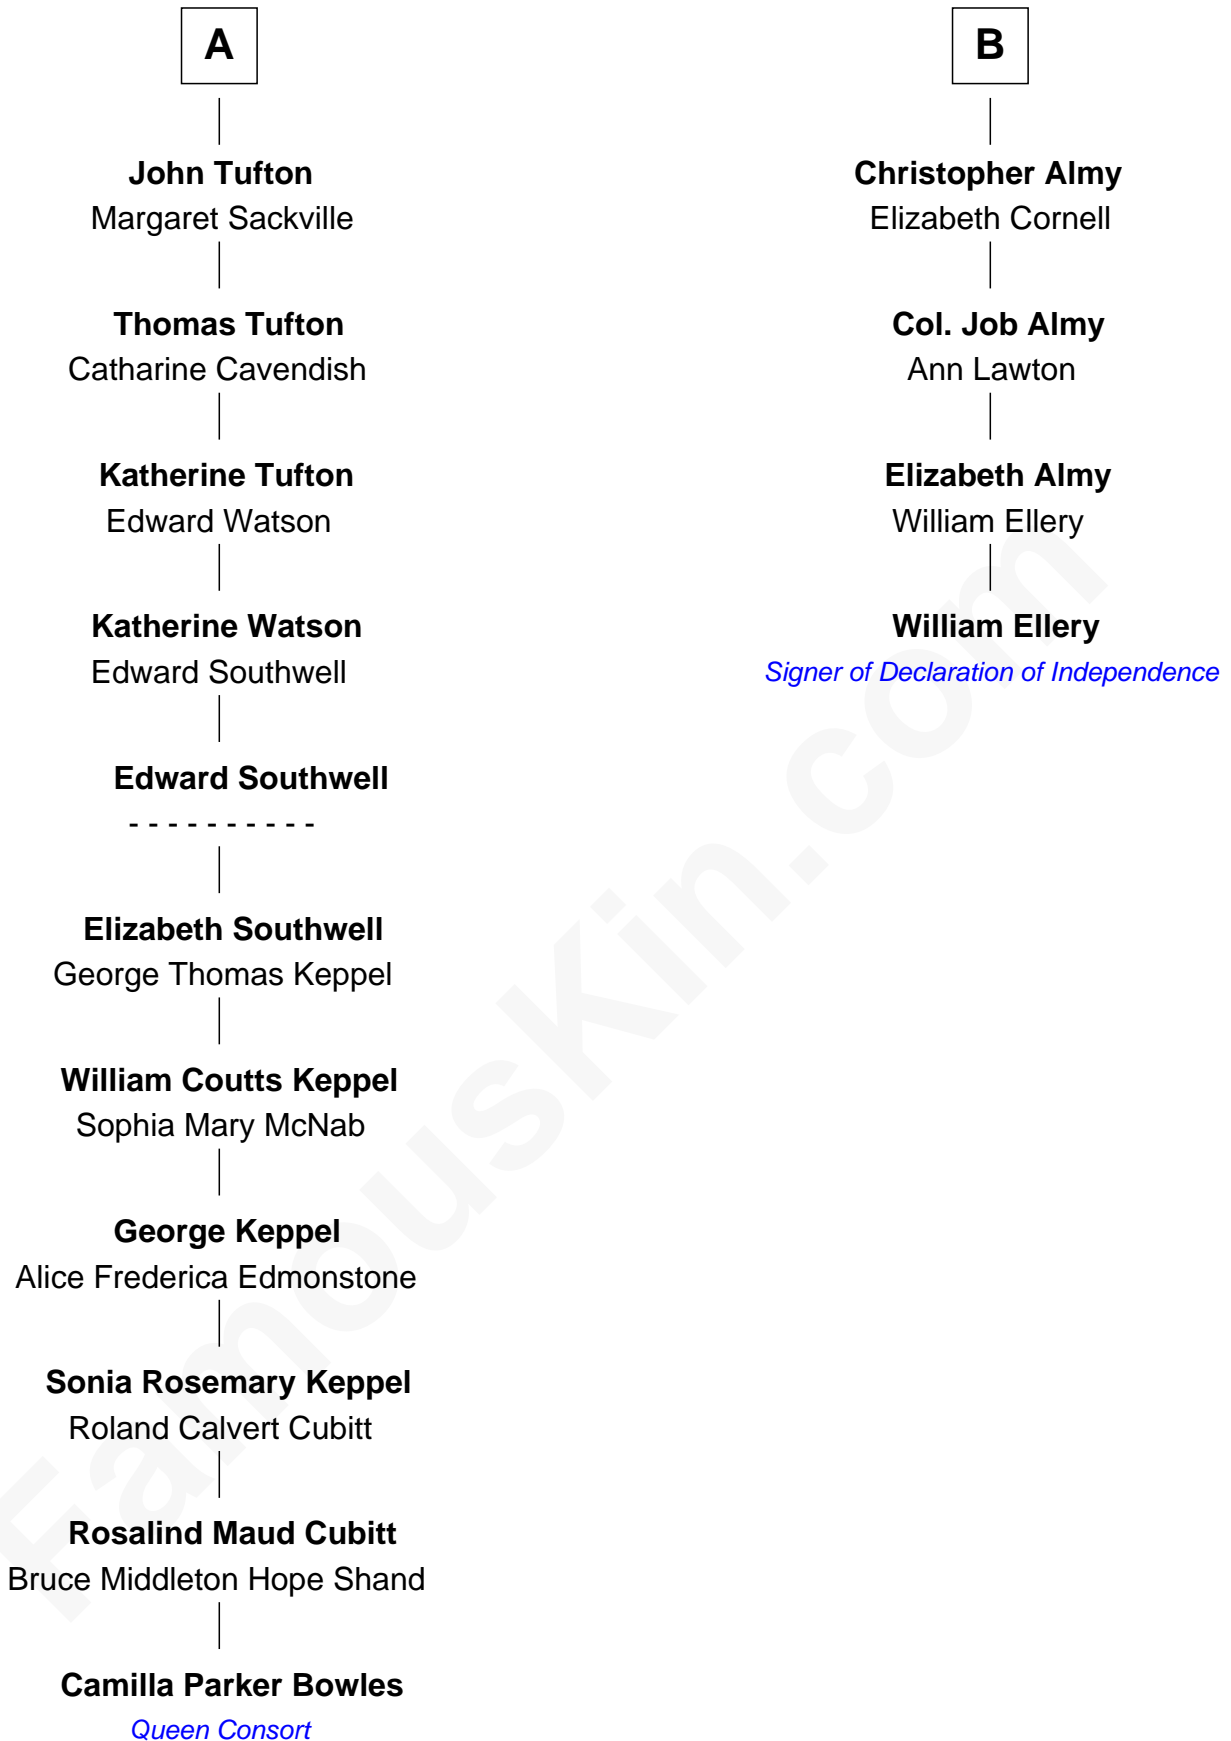 A
John Tufton
Margaret Sackville
Thomas Tufton
Catharine Cavendish
Katherine Tufton
Edward Watson
Katherine Watson
Edward Southwell
Edward Southwell
- - - - - - - - - -
Elizabeth Southwell
George Thomas Keppel
William Coutts Keppel
Sophia Mary McNab
George Keppel
Alice Frederica Edmonstone
Sonia Rosemary Keppel
Roland Calvert Cubitt
Rosalind Maud Cubitt
Bruce Middleton Hope Shand
Camilla Parker Bowles
Queen Consort
B
Christopher Almy
Elizabeth Cornell
Col. Job Almy
Ann Lawton
Elizabeth Almy
William Ellery
William Ellery
Signer of Declaration of Independence
FamousKin.com